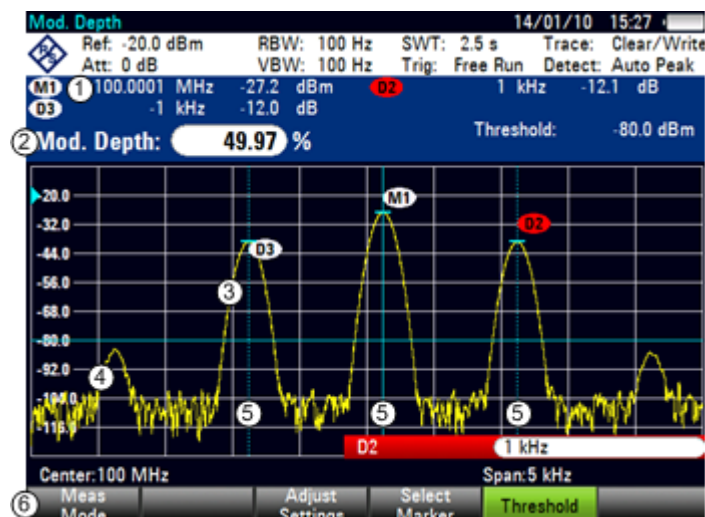 Mod. Depth 14/01/10 15:27
Ref: -20.0 dBm RBW: 100 Hz SWT: 2.5 s Trace: Clear/Write
Att: 0 dB VBW: 100 Hz Trig: Free Run Detect: Auto Peak
M1 1 100.0001 MHz -27.2 dBm D2 1 kHz -12.1 dB
D3 -1 kHz -12.0 dB
Threshold: -80.0 dBm
2 Mod. Depth: 49.97 %
-20.0
M1
-32.0
D2
-44.0
D3
-56.0
3
-68.0
-80.0
-92.0
4
-104.0
5 5 5
-116.0
D2 1 kHz
Center:100 MHz Span:5 kHz
6 Meas Mode Adjust Settings Select Marker Threshold